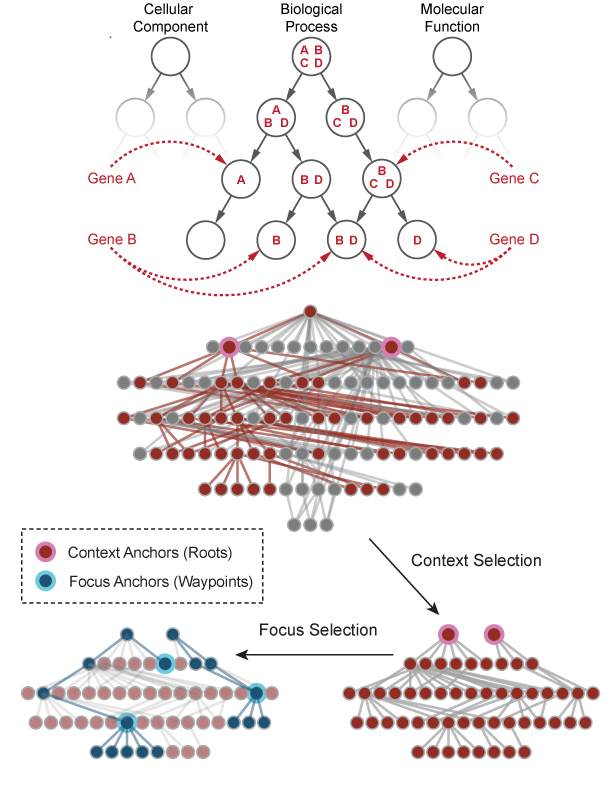 Cellular
Component
Biological
Process
Molecular
Function
A B
C D
A
B D
B
C D
Gene A
A
B D
B
C D
Gene C
Gene B
B
B D
D
Gene D
Context Anchors (Roots)
Focus Anchors (Waypoints)
Context Selection
Focus Selection